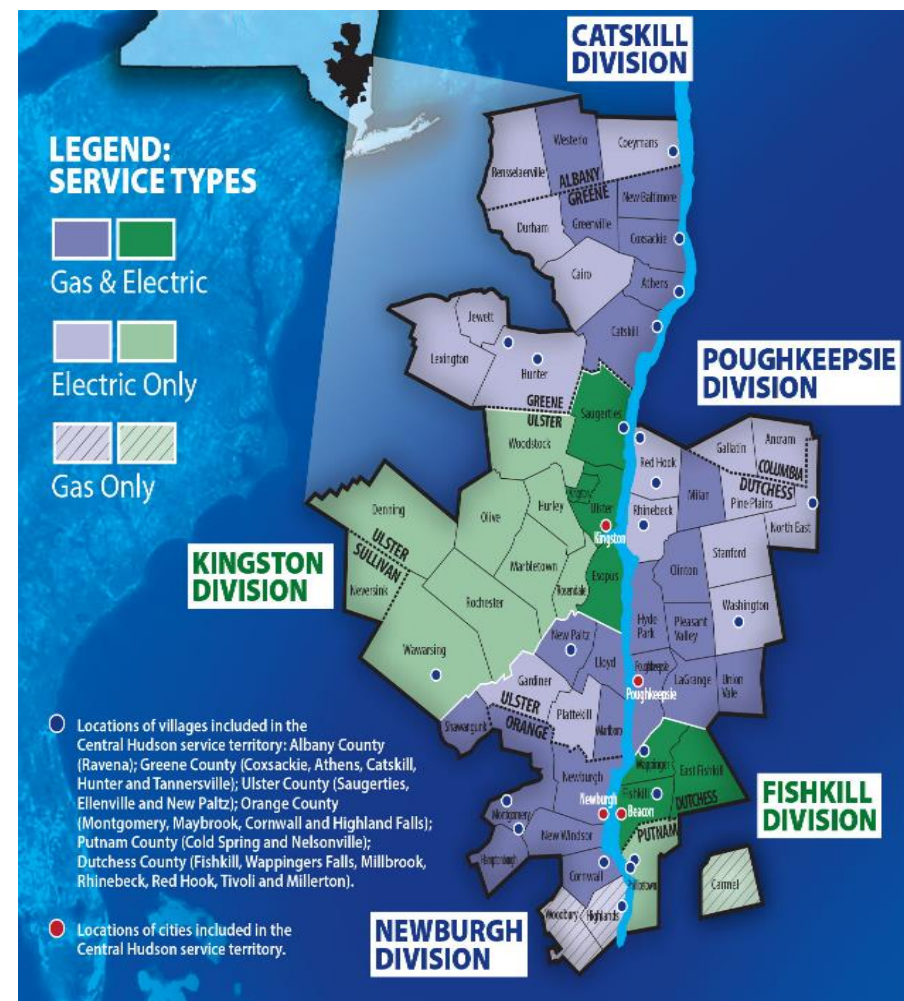 CATSKILL
DIVISION
LEGEND:
SERVICE TYPES
Gas & Electric
Electric Only
Gas Only
Westerlo
Coeymans
Rensselaerville
ALBANY
GREENE
New Baltimore
Durham
Greenville
Coxsackie
Cairo
Athens
Catskill
Jewett
Lexington
Hunter
GREENE
ULSTER
POUGHKEEPSIE
DIVISION
Saugerties
Woodstock
Red Hook
Gallatin
Ancram
COLUMBIA
DUTCHESS
Milan
Pine Plains
North East
Denning
Olive
Hurley
Kingston
Ulster
Rhinebeck
Kingston
Stanford
ULSTER
SULLIVAN
KINGSTON
DIVISION
Neversink
Marbletown
Rosendale
Esopus
Clinton
Rochester
Washington
Wawarsing
New Paltz
Lloyd
Hyde
Park
Pleasant
Valley
Poughkeepsie
Poughkeepsie
LaGrange
Union
Vale
Gardiner
ULSTER
ORANGE
Plattekill
Shawangunk
Marlboro
Locations of villages included in the
Central Hudson service territory: Albany County
(Ravena); Greene County (Coxsackie, Athens, Catskill,
Hunter and Tannersville); Ulster County (Saugerties,
Ellenville and New Paltz); Orange County
(Montgomery, Maybrook, Cornwall and Highland Falls);
Putnam County (Cold Spring and Nelsonville);
Dutchess County (Fishkill, Wappingers Falls, Millbrook,
Rhinebeck, Red Hook, Tivoli and Millerton).
Locations of cities included in the
Central Hudson service territory.
Wappinger
East Fishkill
Newburgh
Fishkill
DUTCHESS
Newburgh
Beacon
FISHKILL
DIVISION
Montgomery
PUTNAM
New Windsor
Hamptonburgh
Cornwall
Philipstown
Carmel
Woodbury
Highlands
NEWBURGH
DIVISION